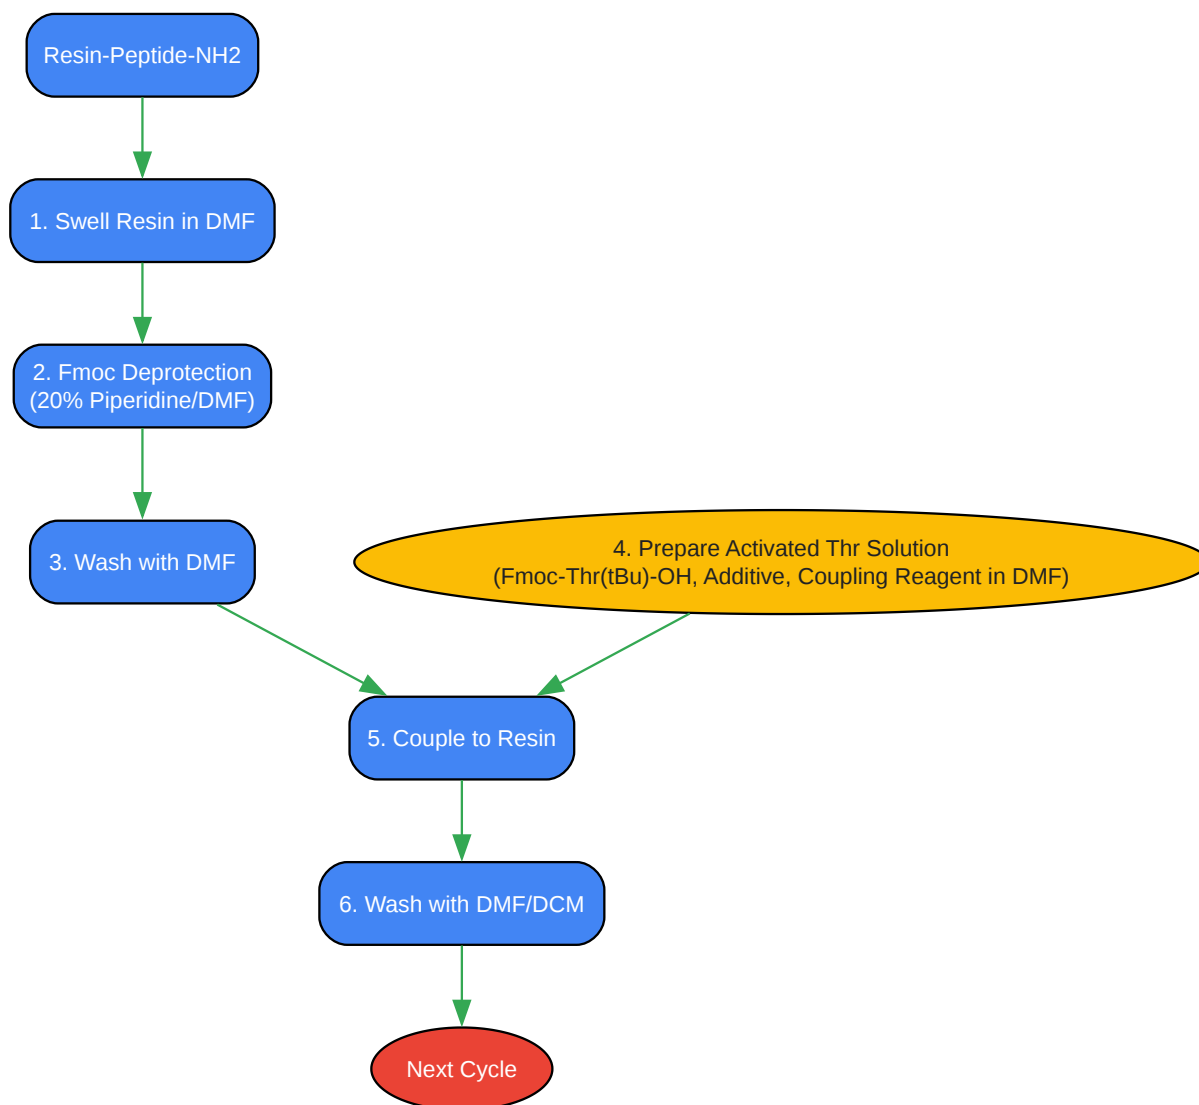 Resin-Peptide-NH2
1. Swell Resin in DMF
2. Fmoc Deprotection
(20% Piperidine/DMF)
3. Wash with DMF
4. Prepare Activated Thr Solution
(Fmoc-Thr(tBu)-OH, Additive, Coupling Reagent in DMF)
5. Couple to Resin
6. Wash with DMF/DCM
Next Cycle